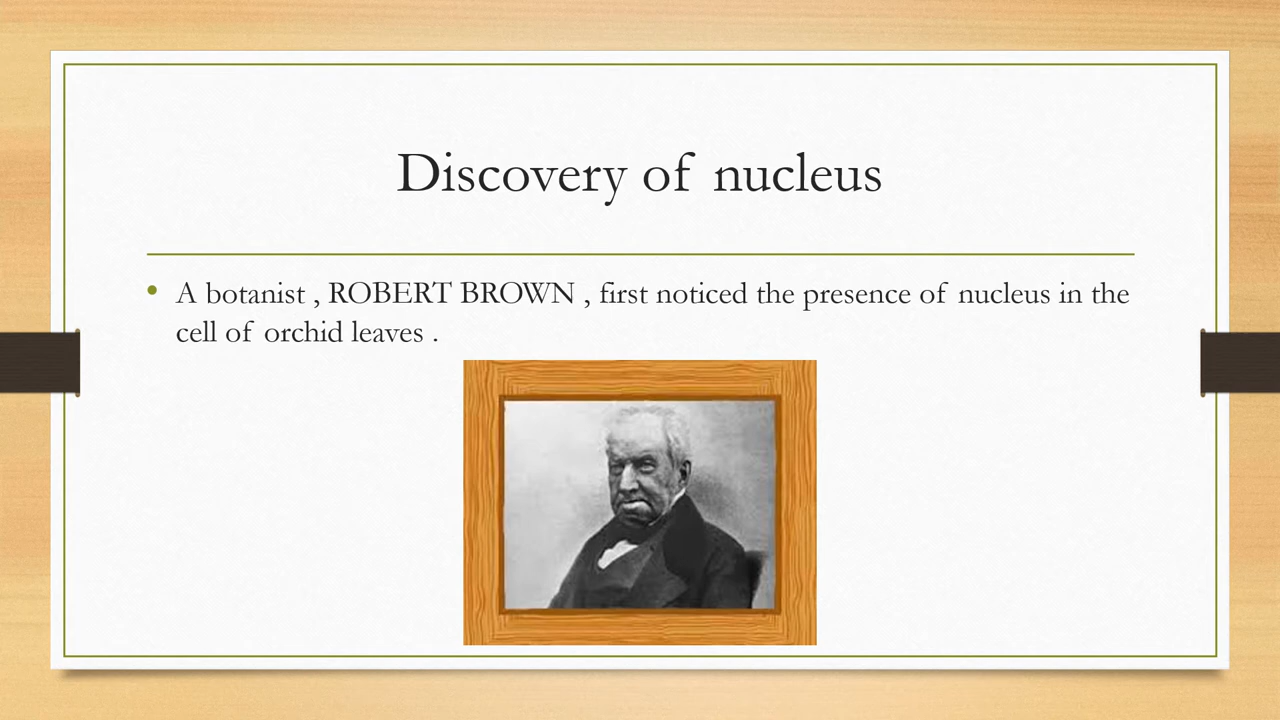 Discovery of nucleus
• A botanist , ROBERT BROWN , first noticed the presence of nucleus in the
cell of orchid leaves .